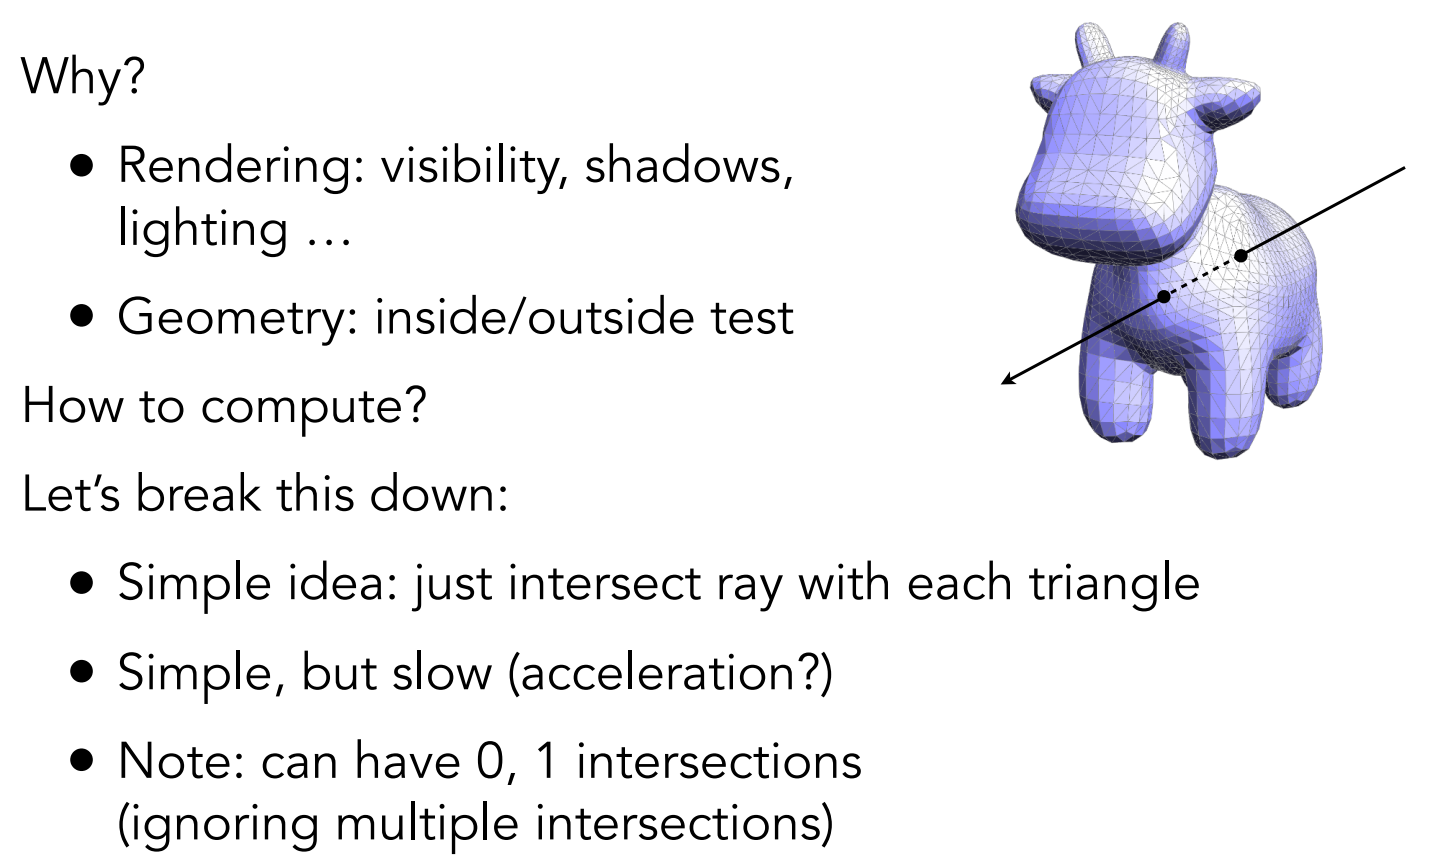 Why?
• Rendering: visibility, shadows,
lighting …
• Geometry: inside/outside test
How to compute?
Let’s break this down:
• Simple idea: just intersect ray with each triangle
• Simple, but slow (acceleration?)
• Note: can have 0, 1 intersections
(ignoring multiple intersections)